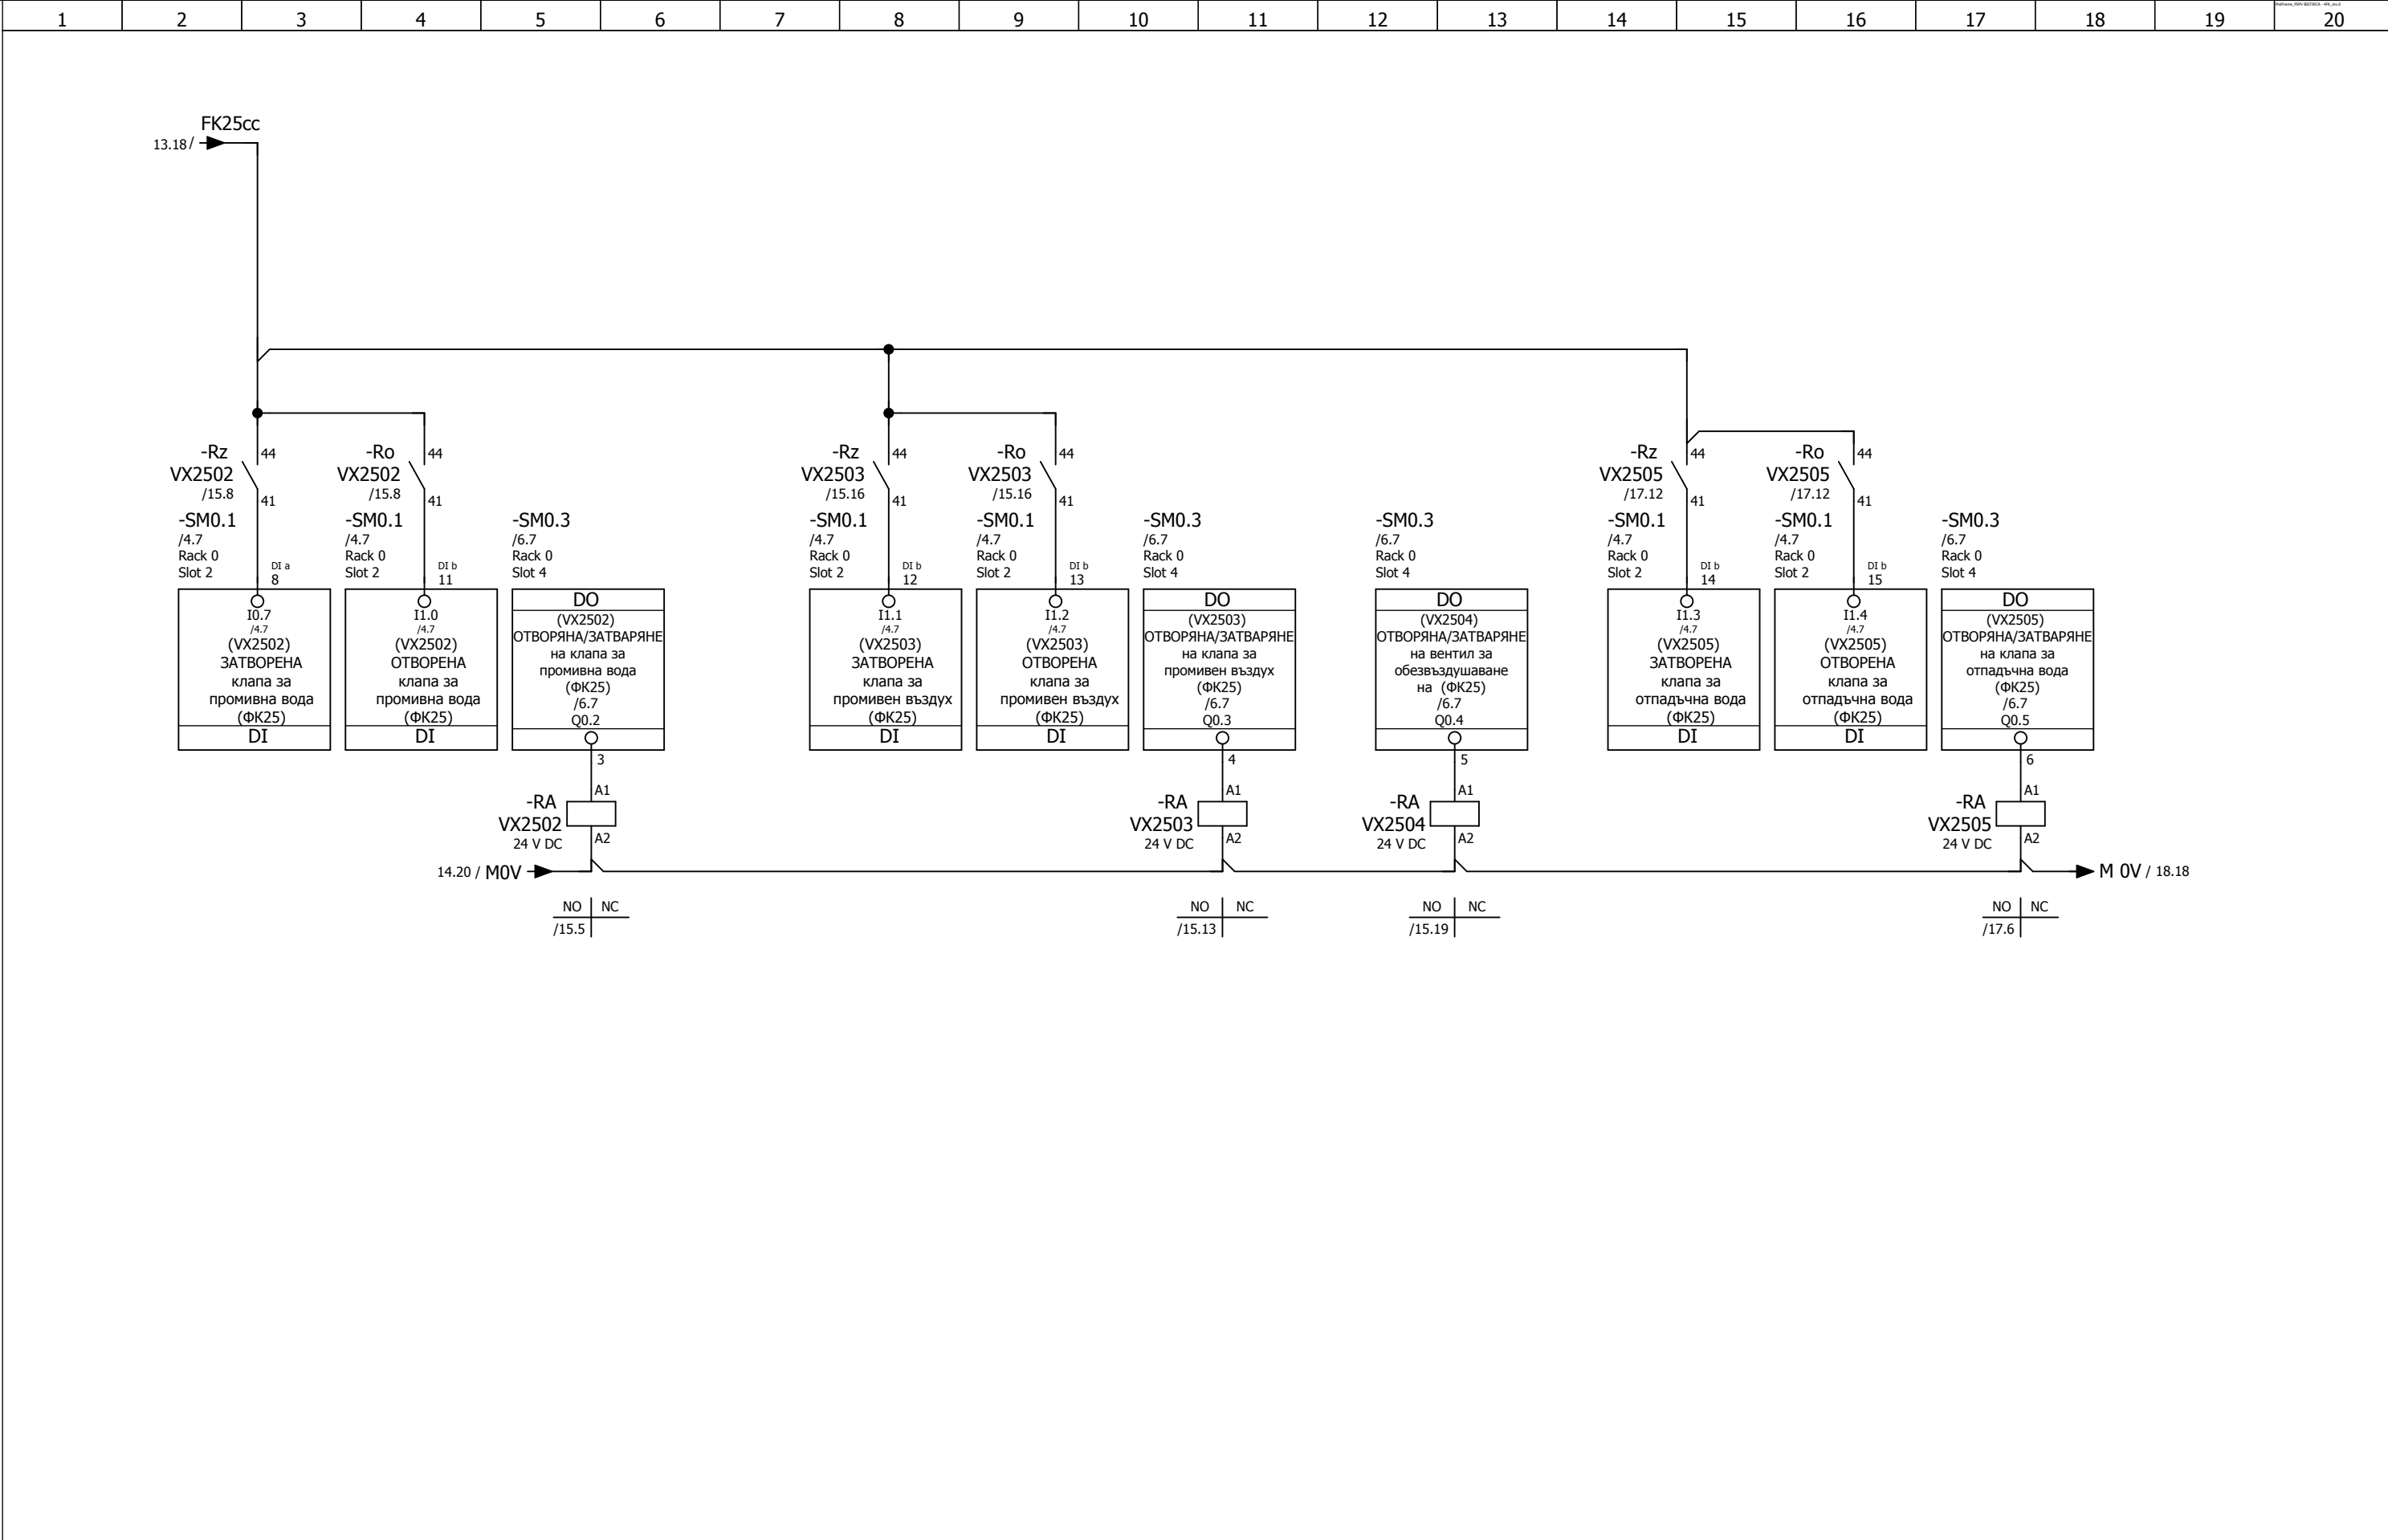 1 2 3 4 5 6 7 8 9 10 11 12 13 14 15 16 17 18 19 20
FK25cc
13.18/
-Rz 44
VX2502
/15.8
41
-SM0.1
/4.7
Rack 0
Slot 2
DI a
8
I0.7
/4.7
(VX2502)
ЗАТВОРЕНА
клапа за
промивна вода
(ФК25)
DI
-Ro 44
VX2502
/15.8
41
-SM0.1
/4.7
Rack 0
Slot 2
DI b
11
I1.0
/4.7
(VX2502)
ОТВОРЕНА
клапа за
промивна вода
(ФК25)
DI
-SM0.3
/6.7
Rack 0
Slot 4
DO
(VX2502)
ОТВОРЯНА/ЗАТВАРЯНЕ
на клапа за
промивна вода
(ФК25)
/6.7
Q0.2
3
A1
-RA
VX2502
24 V DC
A2
14.20 / M0V
NO NC
/15.5
-Rz 44
VX2503
/15.16
41
-SM0.1
/4.7
Rack 0
Slot 2
DI b
12
I1.1
/4.7
(VX2503)
ЗАТВОРЕНА
клапа за
промивен въздух
(ФК25)
DI
-Ro 44
VX2503
/15.16
41
-SM0.1
/4.7
Rack 0
Slot 2
DI b
13
I1.2
/4.7
(VX2503)
ОТВОРЕНА
клапа за
промивен въздух
(ФК25)
DI
-SM0.3
/6.7
Rack 0
Slot 4
DO
(VX2503)
ОТВОРЯНА/ЗАТВАРЯНЕ
на клапа за
промивен въздух
(ФК25)
/6.7
Q0.3
4
A1
-RA
VX2503
24 V DC
A2
NO NC
/15.13
-SM0.3
/6.7
Rack 0
Slot 4
DO
(VX2504)
ОТВОРЯНА/ЗАТВАРЯНЕ
на вентил за
обезвъздушаване
на (ФК25)
/6.7
Q0.4
5
A1
-RA
VX2504
24 V DC
A2
NO NC
/15.19
-Rz 44
VX2505
/17.12
41
-SM0.1
/4.7
Rack 0
Slot 2
DI b
14
I1.3
/4.7
(VX2505)
ЗАТВОРЕНА
клапа за
отпадъчна вода
(ФК25)
DI
-Ro 44
VX2505
/17.12
41
-SM0.1
/4.7
Rack 0
Slot 2
DI b
15
I1.4
/4.7
(VX2505)
ОТВОРЕНА
клапа за
отпадъчна вода
(ФК25)
DI
-SM0.3
/6.7
Rack 0
Slot 4
DO
(VX2505)
ОТВОРЯНА/ЗАТВАРЯНЕ
на клапа за
отпадъчна вода
(ФК25)
/6.7
Q0.5
6
A1
-RA
VX2505
24 V DC
A2
M 0V / 18.18
NO NC
/17.6